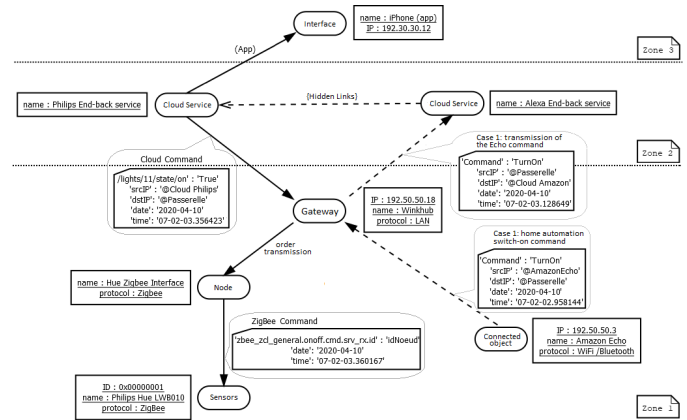 Interface
name : iPhone (app)
IP : 192.30.30.12
(App)
Zone 3
name : Philips End-back service
Cloud Service
(Hidden Links)
Cloud Service
name : Alexa End-back service
Cloud Command
/lights/11/state/on' : 'True'
'srcIP' : '@Cloud Philips'
'dstIP' : '@Passerelle'
'date': '2020-04-10'
'time': '07-02-03.356423'
Case 1: transmission of
the Echo command
'Command' : 'TurnOn'
'srcIP' : '@Passerelle'
'dstIP': '@Cloud Amazon'
'date': '2020-04-10'
'time': '07-02-03.128649'
Zone 2
Gateway
IP : 192.50.50.18
name : Winkhub
protocol : LAN
order
transmission
Case 1: home automation
switch-on command
'Command' : 'TurnOn'
'srcIP' : '@AmazonEcho'
'dstIP': '@Passerelle'
'date': '2020-04-10'
'time': '07-02-02.958144'
name : Hue Zigbee Interface
protocol : Zigbee
Node
ZigBee Command
'zbee_zcl_general.onoff.cmd.srv_rx.id' : 'idNoeud'
'date': '2020-04-10'
'time': '07-02-03.360167'
Connected
object
IP : 192.50.50.3
name : Amazon Echo
protocole : WiFi /Bluetooth
ID : 0x00000001
name : Philips Hue LWB010
protocol : ZigBee
Sensors
Zone 1